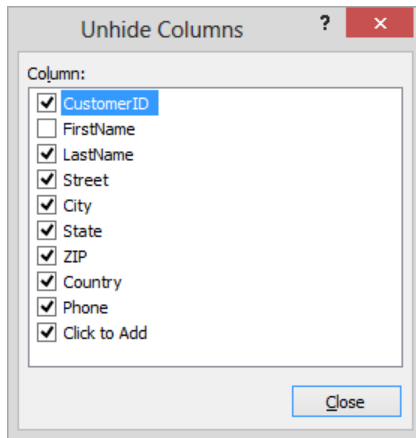 Unhide Columns
?
×
Column:
CustomerID
FirstName
LastName
Street
City
State
ZIP
Country
Phone
Click to Add
Close